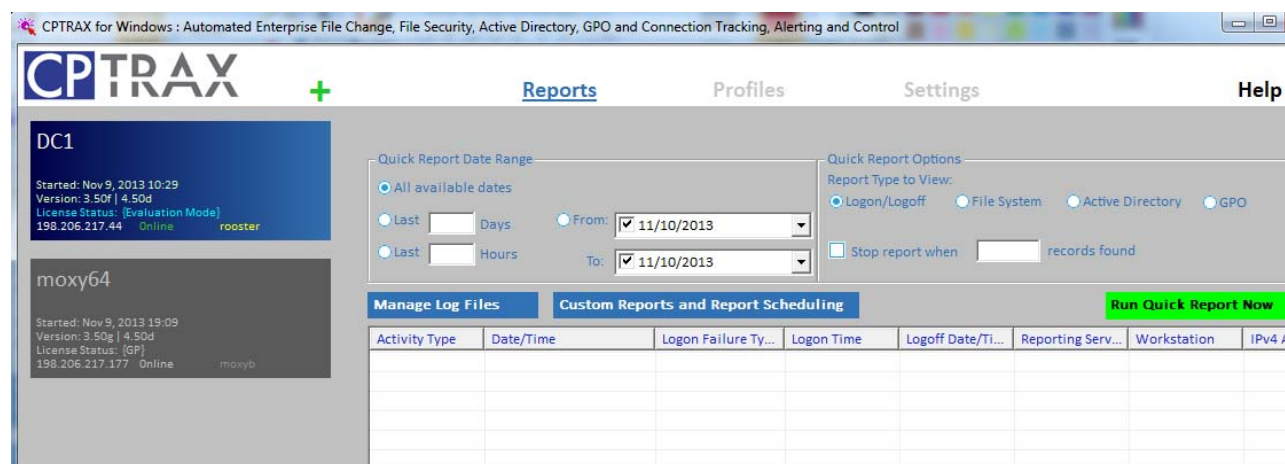 CPTRAX for Windows : Automated Enterprise File Change, File Security, Active Directory, GPO and Connection Tracking, Alerting and Control
CPTRAX
+
Reports Profiles Settings Help
DC1
Started: Nov 9, 2013 10:29
Version: 3.50f | 4.50d
License Status: {Evaluation Mode}
198.206.217.44 Online rooster
moxy64
Started: Nov 9, 2013 19:09
Version: 3.50g | 4.50d
License Status: {GP}
198.206.217.177 Online moxyb
Quick Report Date Range
All available dates
Last Days From: 11/10/2013
Last Hours To: 11/10/2013
Quick Report Options
Report Type to View:
Logon/Logoff File System Active Directory GPO
Stop report when records found
Manage Log Files Custom Reports and Report Scheduling Run Quick Report Now
Activity Type Date/Time Logon Failure Ty... Logon Time Logoff Date/Ti... Reporting Serv... Workstation IPv4 A